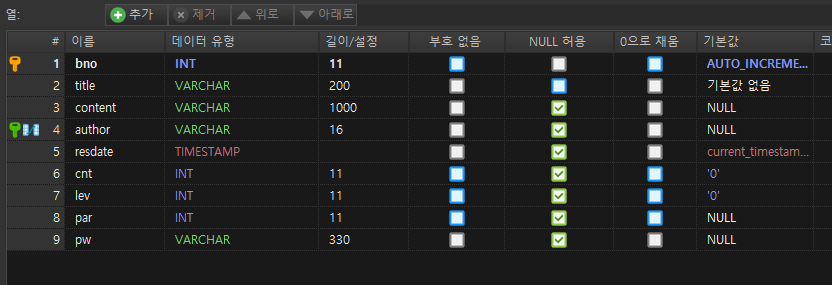 열: 추가 제거 위로 아래로
# 이름 데이터 유형 길이/설정 부호 없음 NULL 허용 0으로 채움 기본값 코
1 bno INT 11 AUTO_INCREME...
2 title VARCHAR 200 기본값 없음
3 content VARCHAR 1000 NULL
4 author VARCHAR 16 NULL
5 resdate TIMESTAMP current_timestam...
6 cnt INT 11 '0'
7 lev INT 11 '0'
8 par INT 11 NULL
9 pw VARCHAR 330 NULL